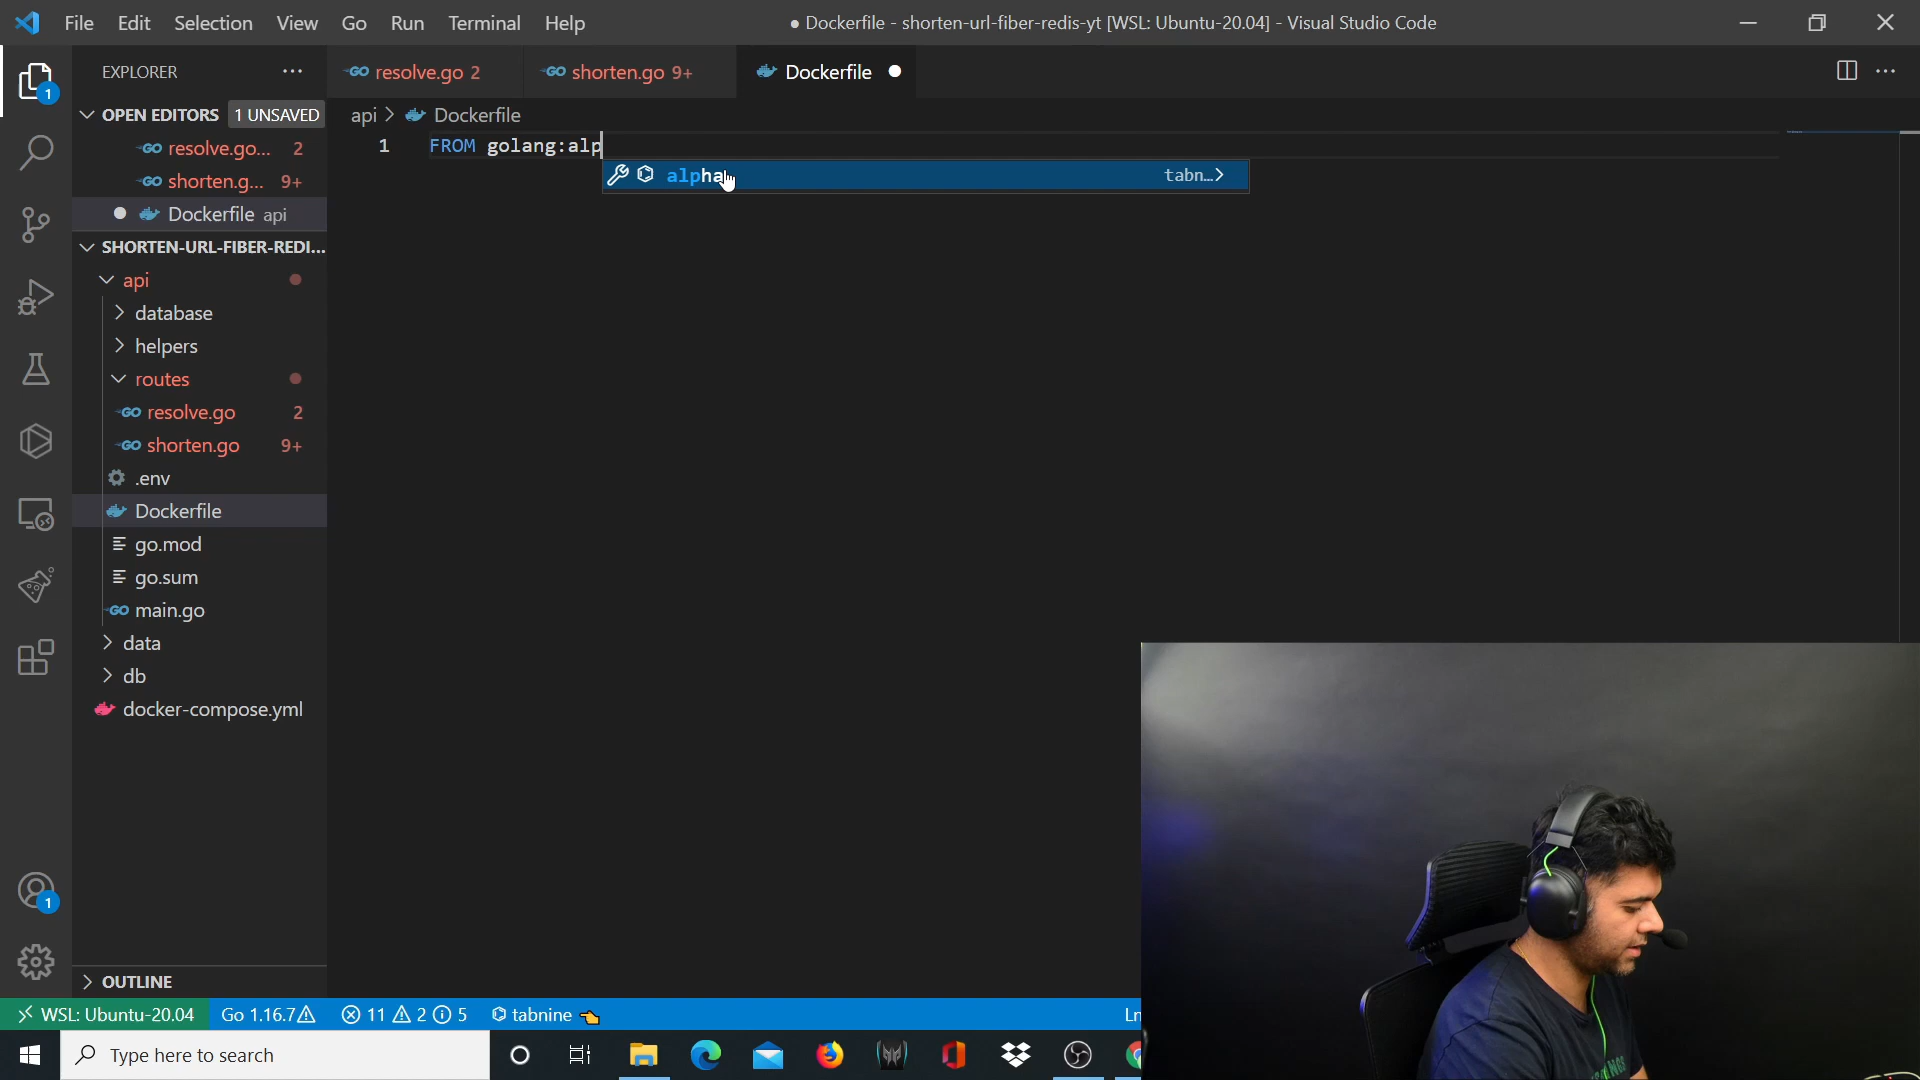 File Edit Selection View Go Run Terminal Help
● Dockerfile - shorten-url-fiber-redis-yt [WSL: Ubuntu-20.04] - Visual Studio Code
EXPLORER
resolve.go 2
shorten.go 9+
Dockerfile
1
OPEN EDITORS
1 UNSAVED
api > Dockerfile
resolve.go... 2
shorten.g... 9+
Dockerfile api
1 FROM golang:alp
alpha tabn...>
SHORTEN-URL-FIBER-REDI...
api
database
helpers
routes
resolve.go 2
shorten.go 9+
.env
Dockerfile
go.mod
go.sum
main.go
data
db
docker-compose.yml
1
OUTLINE
WSL: Ubuntu-20.04 Go 1.16.7 11 2 5 tabnine Ln
Type here to search